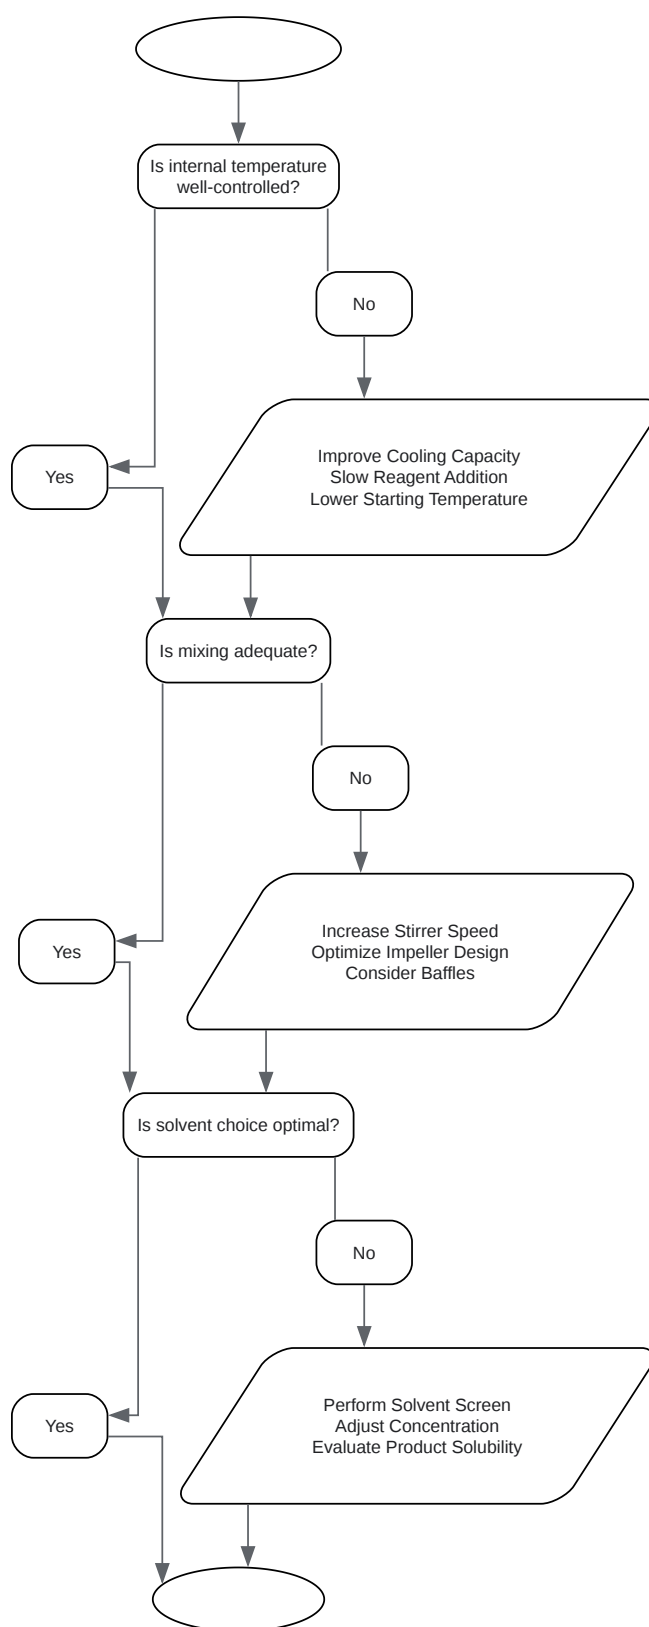 Is internal temperature
well-controlled?
No
Improve Cooling Capacity
Slow Reagent Addition
Lower Starting Temperature
Yes
Is mixing adequate?
No
Increase Stirrer Speed
Optimize Impeller Design
Consider Baffles
Yes
Is solvent choice optimal?
No
Perform Solvent Screen
Adjust Concentration
Evaluate Product Solubility
Yes